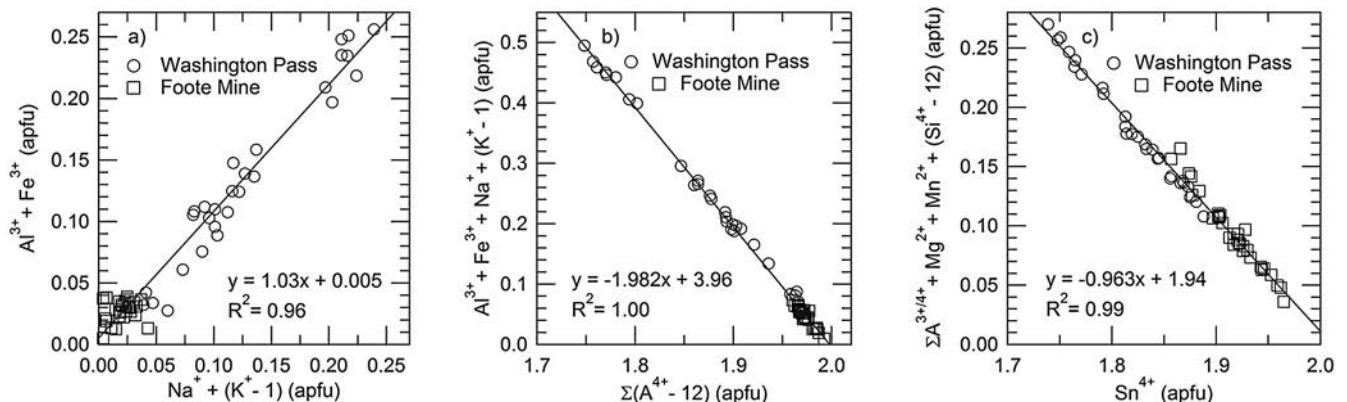 a)
Washington Pass
Foote Mine
y = 1.03x + 0.005
R² = 0.96
0.25
0.20
0.15
0.10
0.05
0.00
Al³⁺ + Fe³⁺ (apfu)
0.00 0.05 0.10 0.15 0.20 0.25
Na⁺ + (K⁺ - 1) (apfu)
b)
Washington Pass
Foote Mine
y = -1.982x + 3.96
R² = 1.00
0.5
0.4
0.3
0.2
0.1
0.0
Al³⁺ + Fe³⁺ + Na⁺ + (K⁺ - 1) (apfu)
1.7 1.8 1.9 2.0
Σ(A⁴⁺ - 12) (apfu)
c)
Washington Pass
Foote Mine
y = -0.963x + 1.94
R² = 0.99
0.25
0.20
0.15
0.10
0.05
0.00
ΣA³⁺/⁴⁺ + Mg²⁺ + Mn²⁺ + (Si⁴⁺ - 12) (apfu)
1.7 1.8 1.9 2.0
Sn⁴⁺ (apfu)